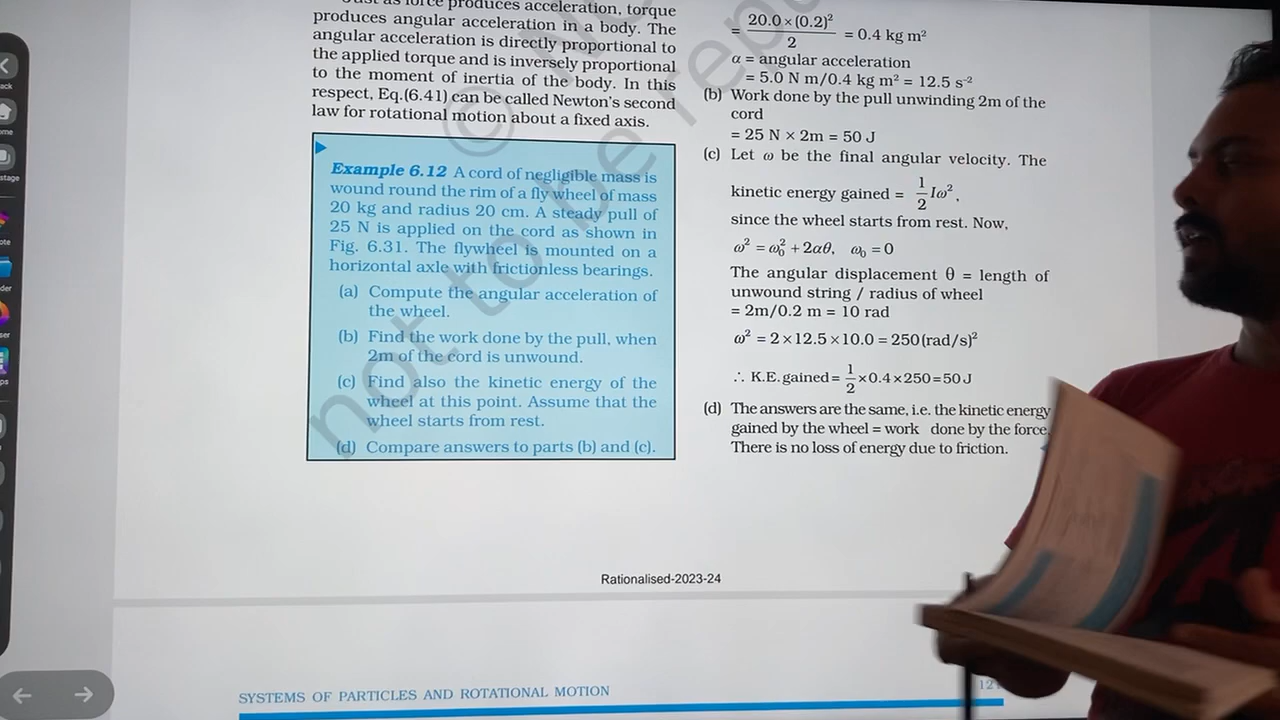 produces acceleration, torque
produces angular acceleration in a body. The
angular acceleration is directly proportional to
the applied torque and is inversely proportional
to the moment of inertia of the body. In this
respect, Eq.(6.41) can be called Newton's second
law for rotational motion about a fixed axis.
Example 6.12 A cord of negligible mass is
wound round the rim of a fly wheel of mass
20 kg and radius 20 cm. A steady pull of
25 N is applied on the cord as shown in
Fig. 6.31. The flywheel is mounted on a
horizontal axle with frictionless bearings.
(a) Compute the angular acceleration of
the wheel.
(b) Find the work done by the pull, when
2m of the cord is unwound.
(c) Find also the kinetic energy of the
wheel at this point. Assume that the
wheel starts from rest.
(d) Compare answers to parts (b) and (c).
= 20.0 × (0.2)² / 2 = 0.4 kg m²
α = angular acceleration
= 5.0 N m/0.4 kg m² = 12.5 s⁻²
(b) Work done by the pull unwinding 2m of the
cord
= 25 N × 2m = 50 J
(c) Let ω be the final angular velocity. The
kinetic energy gained = 1/2 Iω²,
since the wheel starts from rest. Now,
ω² = ω₀² + 2αθ, ω₀ = 0
The angular displacement θ = length of
unwound string / radius of wheel
= 2m/0.2 m = 10 rad
ω² = 2 × 12.5 × 10.0 = 250 (rad/s)²
∴ K.E. gained = 1/2 × 0.4 × 250 = 50 J
(d) The answers are the same, i.e. the kinetic energy
gained by the wheel = work done by the force.
There is no loss of energy due to friction.
not to be
Rationalised-2023-24
SYSTEMS OF PARTICLES AND ROTATIONAL MOTION